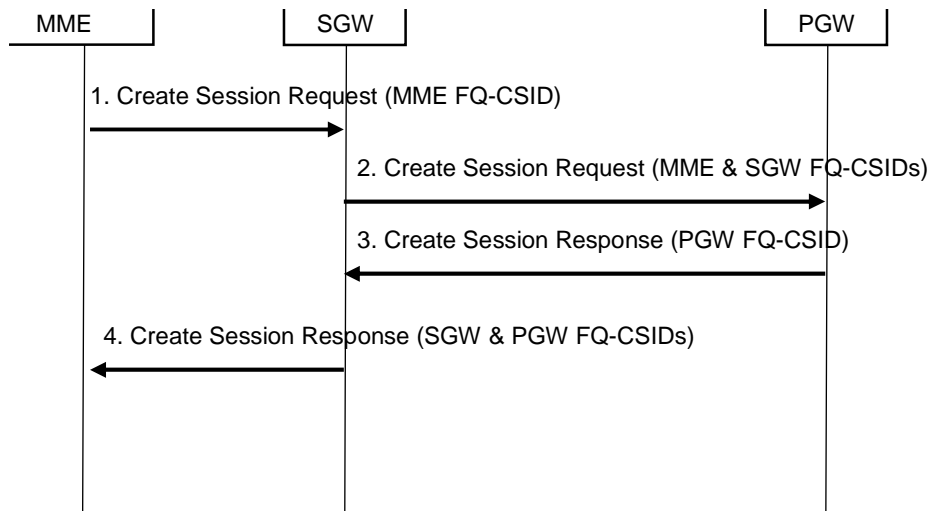 MME SGW PGW
1. Create Session Request (MME FQ-CSID)
2. Create Session Request (MME & SGW FQ-CSIDs)
3. Create Session Response (PGW FQ-CSID)
4. Create Session Response (SGW & PGW FQ-CSIDs)